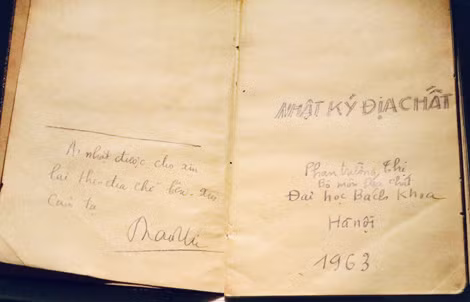 Ai nhặt được cho xin
lại theo địa chỉ bên. Xin
Cảm tạ
NHẬT KÝ ĐỊA CHẤT
Phan Trường Thị
Bộ môn Địa chất
Đại học Bách Khoa
Hà nội
1963